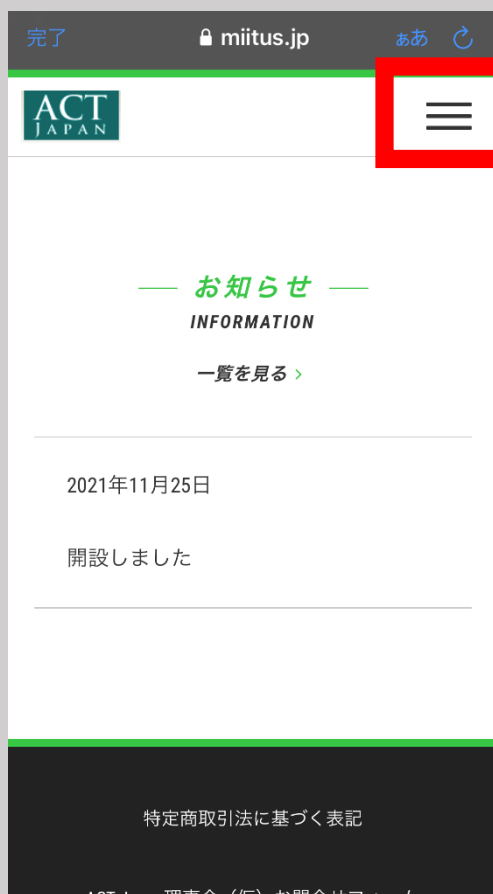 完了 miitus.jp ぁあ
ACT
JAPAN
お知らせ
INFORMATION
一覧を見る
2021年11月25日
開設しました
特定商取引法に基づく表記